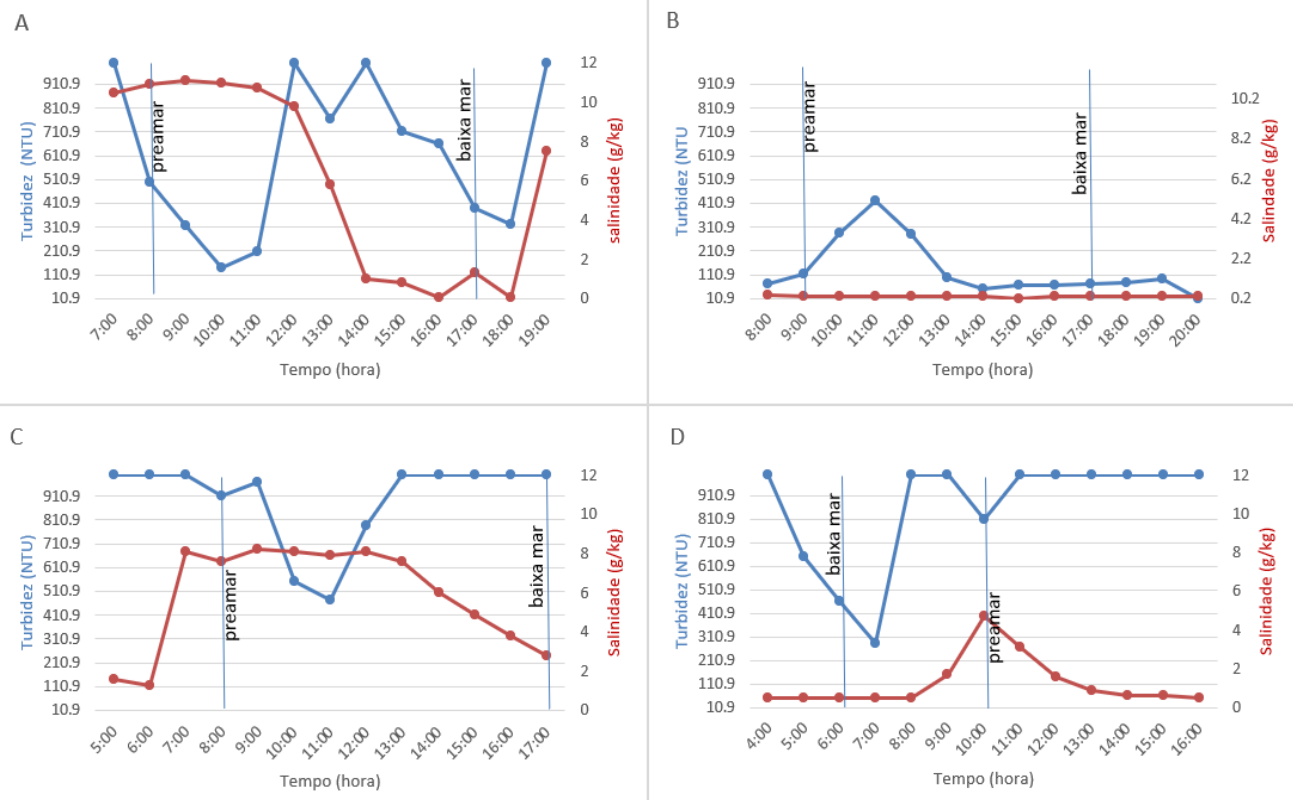 A
Turbidez (NTU)
910.9
810.9
710.9
610.9
510.9
410.9
310.9
210.9
110.9
10.9
preamar
baixa mar
12
10
8
6
4
2
0
salinidade (g/kg)
7:00 8:00 9:00 10:00 11:00 12:00 13:00 14:00 15:00 16:00 17:00 18:00 19:00
Tempo (hora)
B
Turbidez (NTU
910.9
810.9
710.9
610.9
510.9
410.9
310.9
210.9
110.9
10.9
preamar
baixa mar
10.2
8.2
6.2
4.2
2.2
0.2
Salindade (g/kg)
8:00 9:00 10:00 11:00 12:00 13:00 14:00 15:00 16:00 17:00 18:00 19:00 20:00
Tempo (hora)
C
Turbidez (NTU)
910.9
810.9
710.9
610.9
510.9
410.9
310.9
210.9
110.9
10.9
preamar
baixa mar
12
10
8
6
4
2
0
Salinidade (g/kg)
5:00 6:00 7:00 8:00 9:00 10:00 11:00 12:00 13:00 14:00 15:00 16:00 17:00
Tempo (hora)
D
Turbidez (NTU)
910.9
810.9
710.9
610.9
510.9
410.9
310.9
210.9
110.9
10.9
baixa mar
preamar
12
10
8
6
4
2
0
Salinidade (g/kg)
4:00 5:00 6:00 7:00 8:00 9:00 10:00 11:00 12:00 13:00 14:00 15:00 16:00
Tempo (hora)